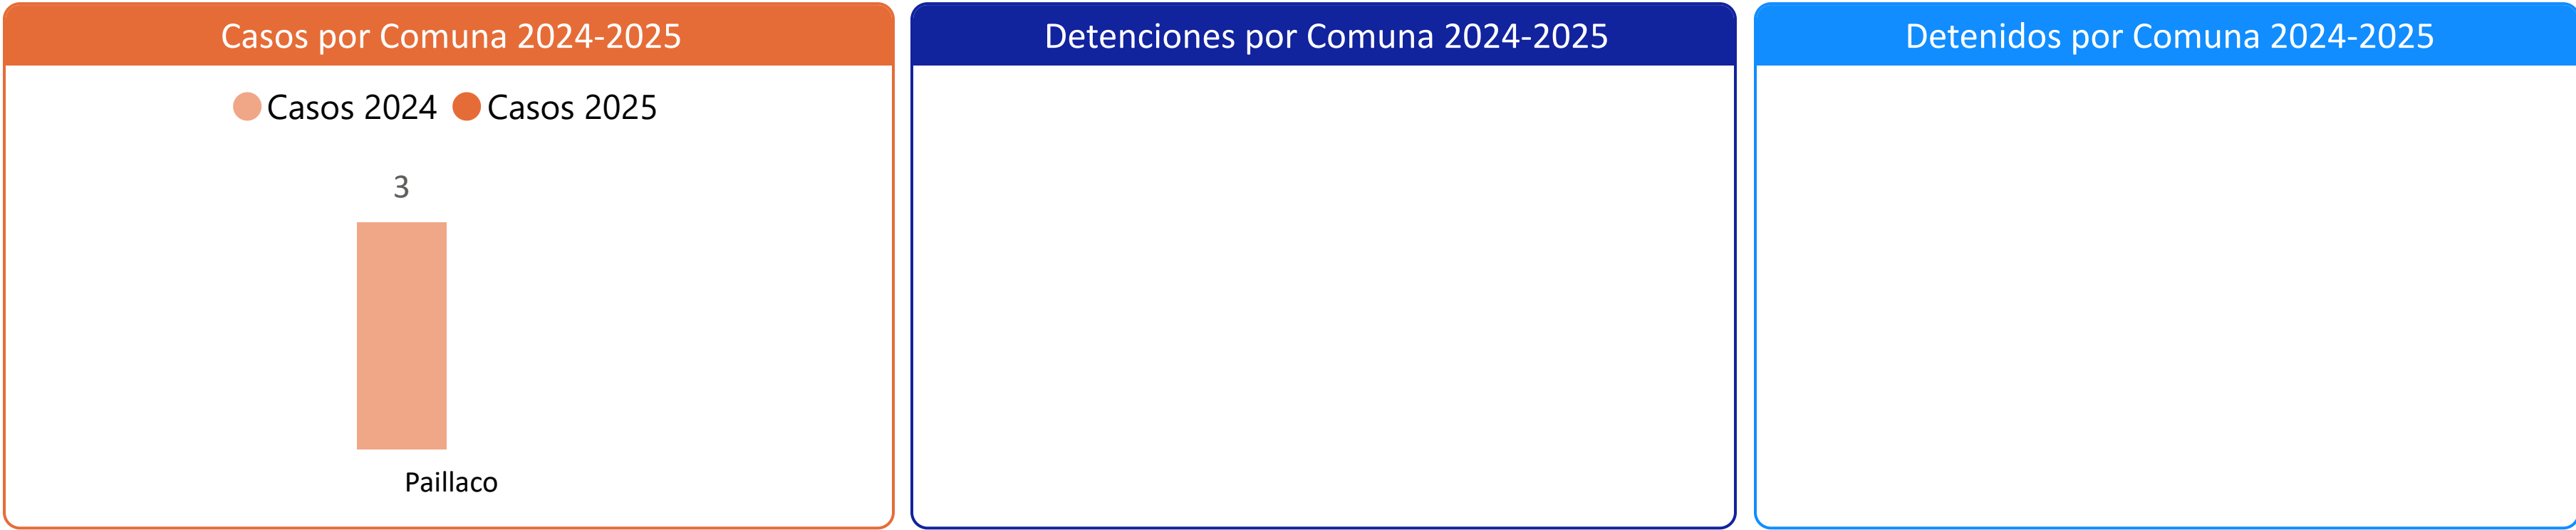 Casos por Comuna 2024-2025
Casos 2024 Casos 2025
3
Paillaco
Detenciones por Comuna 2024-2025
Detenidos por Comuna 2024-2025